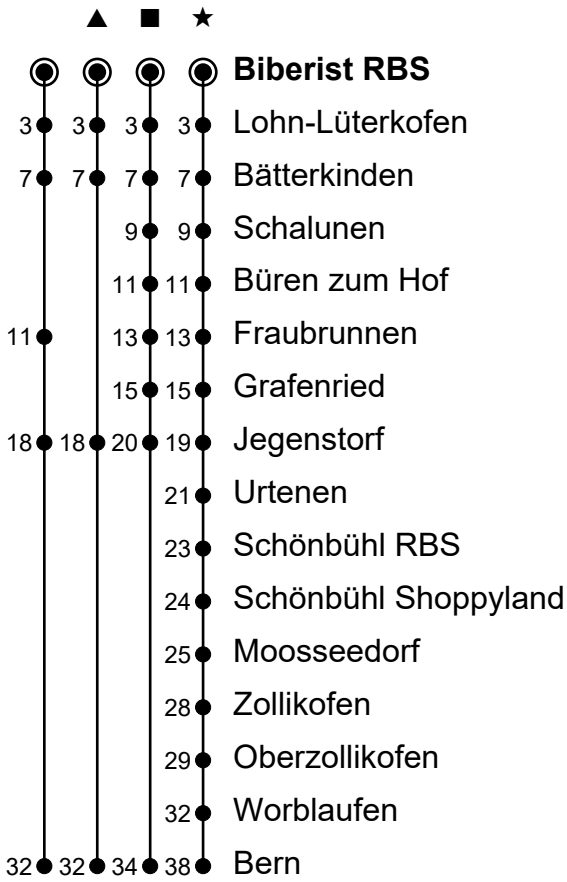 ▲ ■ ★
Biberist RBS
3 3 3 3 Lohn-Lüterkofen
7 7 7 7 Bätterkinden
9 9 Schalunen
11 11 Büren zum Hof
11 13 13 Fraubrunnen
15 15 Grafenried
18 18 20 19 Jegenstorf
21 Urtenen
23 Schönbühl RBS
24 Schönbühl Shoppyland
25 Moosseedorf
28 Zollikofen
29 Oberzollikofen
32 Worblaufen
32 32 34 38 Bern